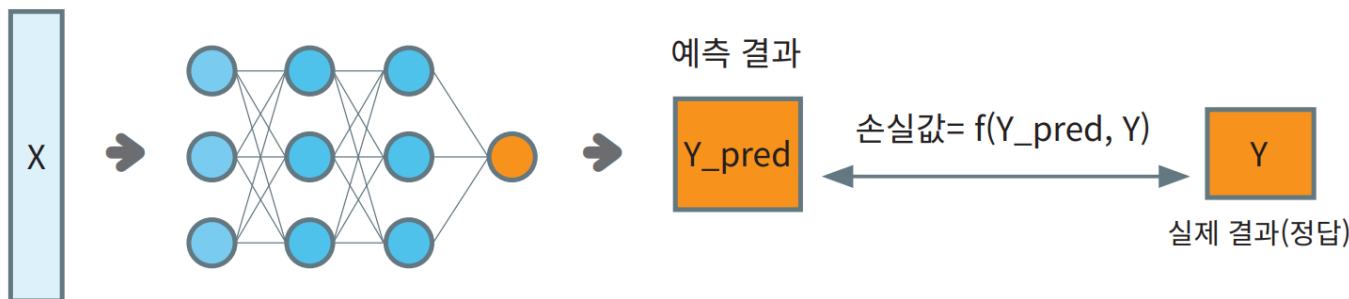 X
예측 결과
Y_pred
손실값= f(Y_pred, Y)
Y
실제 결과(정답)